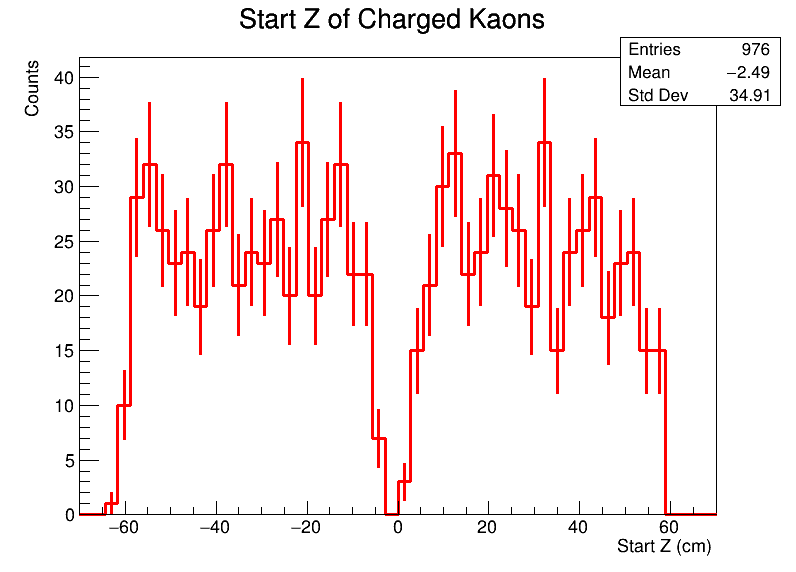 Start Z of Charged Kaons
Entries 976
Mean −2.49
Std Dev 34.91
Counts
40
35
30
25
20
15
10
5
0
−60 −40 −20 0 20 40 60
Start Z (cm)